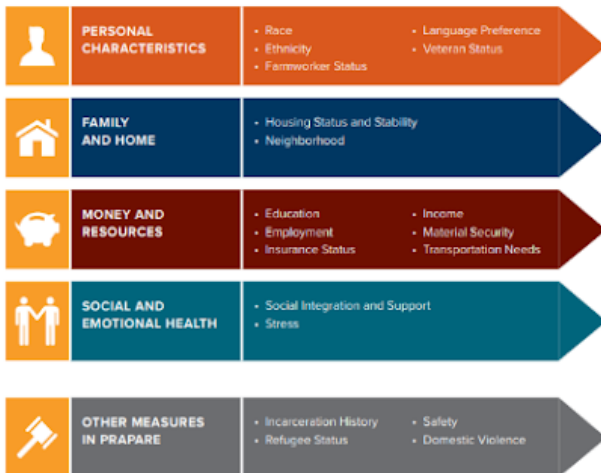 PERSONAL
CHARACTERISTICS
• Race
• Ethnicity
• Farmworker Status
• Language Preference
• Veteran Status
FAMILY
AND HOME
• Housing Status and Stability
• Neighborhood
MONEY AND
RESOURCES
• Education
• Employment
• Insurance Status
• Income
• Material Security
• Transportation Needs
SOCIAL AND
EMOTIONAL HEALTH
• Social Integration and Support
• Stress
OTHER MEASURES
IN PRAPARE
• Incarceration History
• Refugee Status
• Safety
• Domestic Violence